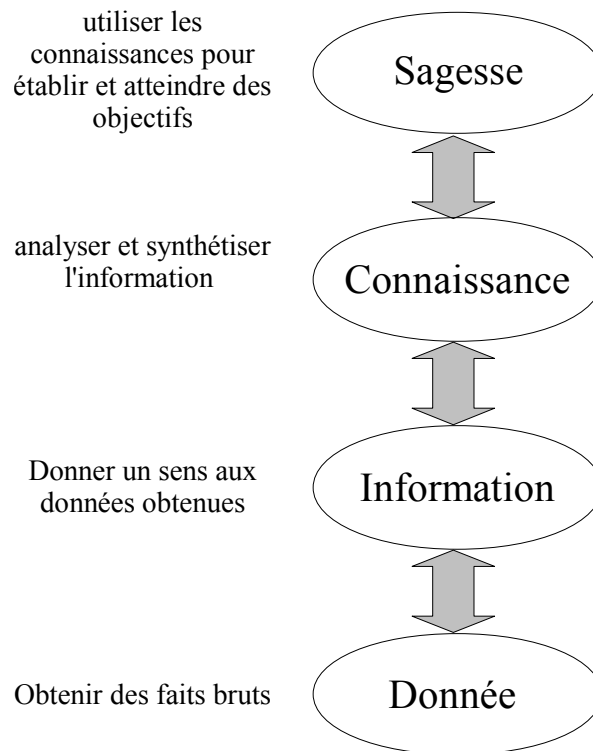 utiliser les
connaissances pour
établir et atteindre des
objectifs
Sagesse
analyser et synthétiser
l'information
Connaissance
Donner un sens aux
données obtenues
Information
Obtenir des faits bruts
Donnée